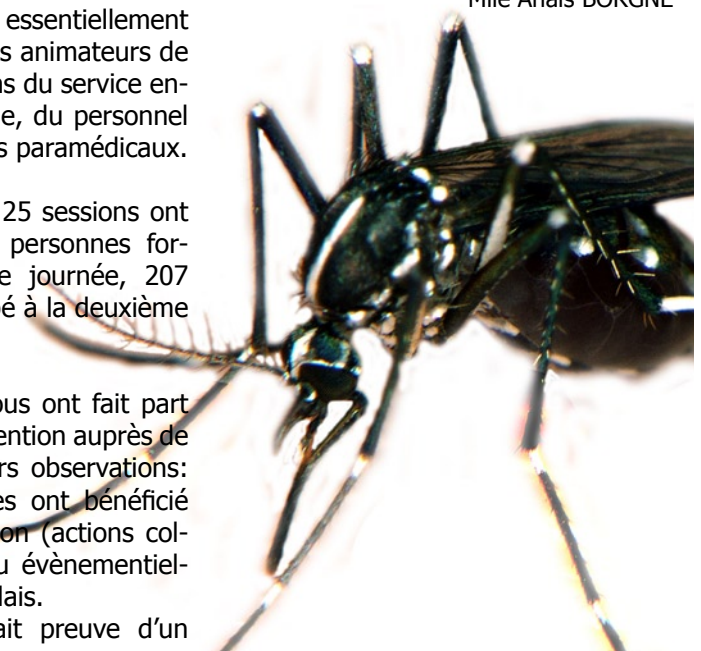 essentiellement
s animateurs de
s du service en-
e, du personnel
s paramédicaux.
25 sessions ont
personnes for-
e journée, 207
é à la deuxième
ous ont fait part
ention auprès de
rs observations:
es ont bénéficié
on (actions col-
u évènementiel-
lais.
ait preuve d'un
Mlle Anaïs BORGNE